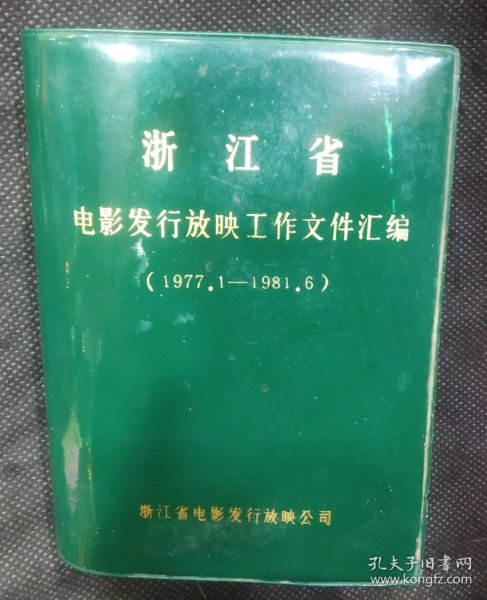 浙江省
电影发行放映工作文件汇编
(1977.1—1981.6)
浙江省电影发行放映公司
孔夫子旧书网
www.kongfz.com